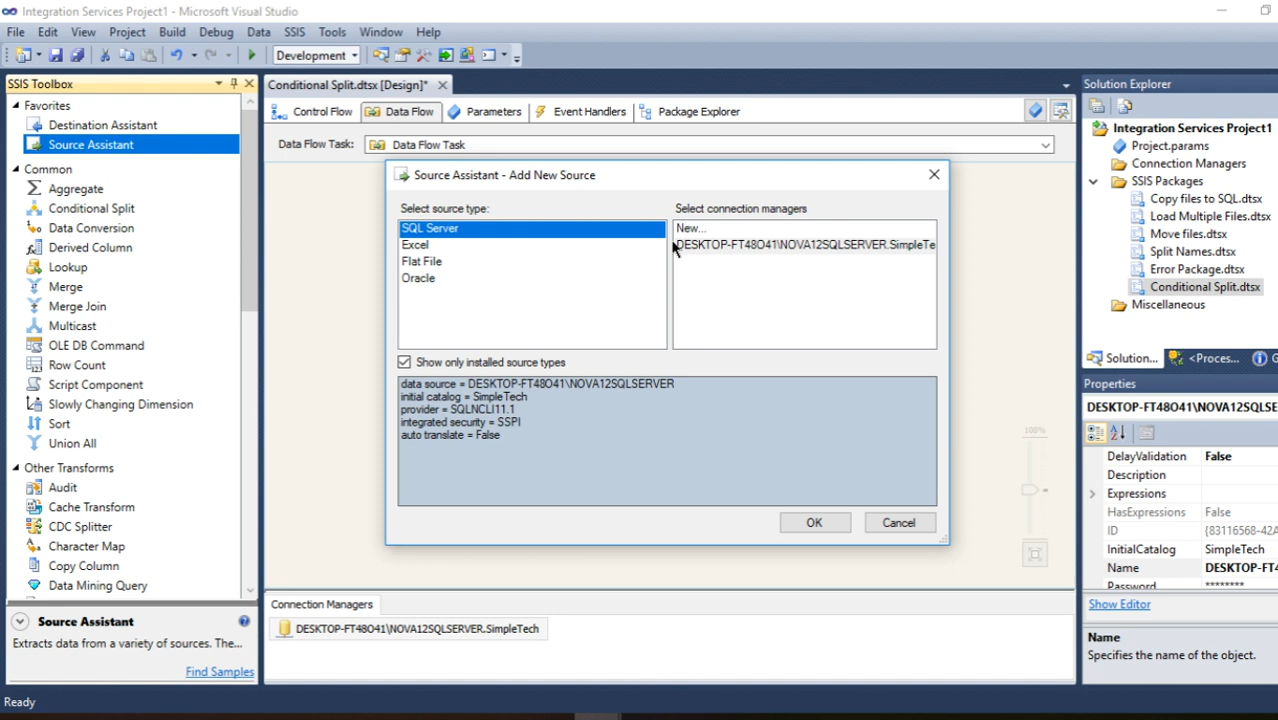 Integration Services Project1 - Microsoft Visual Studio
File Edit View Project Build Debug Data SSIS Tools Window Help
Development
SSIS Toolbox
Favorites
Destination Assistant
Source Assistant
Common
Aggregate
Conditional Split
Data Conversion
Derived Column
Lookup
Merge
Merge Join
Multicast
OLE DB Command
Row Count
Script Component
Slowly Changing Dimension
Sort
Union All
Other Transforms
Audit
Cache Transform
CDC Splitter
Character Map
Copy Column
Data Mining Query
Source Assistant
Extracts data from a variety of sources. The...
Find Samples
Conditional Split.dtsx [Design]*
Control Flow Data Flow Parameters Event Handlers Package Explorer
Data Flow Task: Data Flow Task
Source Assistant - Add New Source
Select source type:
SQL Server
Excel
Flat File
Oracle
Select connection managers
New...
DESKTOP-FT48O41\NOVA12SQLSERVER.SimpleTe
Show only installed source types
data source = DESKTOP-FT48O41\NOVA12SQLSERVER
initial catalog = SimpleTech
provider = SQLNCLI11.1
integrated security = SSPI
auto translate = False
OK Cancel
100%
Connection Managers
DESKTOP-FT48O41\NOVA12SQLSERVER.SimpleTech
Solution Explorer
Integration Services Project1
Project.params
Connection Managers
SSIS Packages
Copy files to SQL.dtsx
Load Multiple Files.dtsx
Move files.dtsx
Split Names.dtsx
Error Package.dtsx
Conditional Split.dtsx
Miscellaneous
Solution... <Proces...
Properties
DESKTOP-FT48O41\NOVA12SQLSE
DelayValidation False
Description
Expressions
HasExpressions False
ID {83116568-42A
InitialCatalog SimpleTech
Name DESKTOP-FT4
Password ********
Show Editor
Name
Specifies the name of the object.
Ready